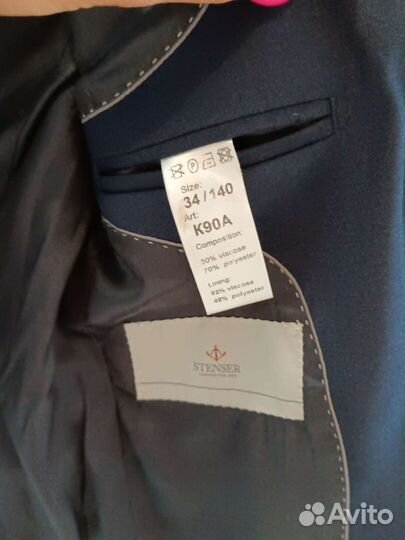 Size:
34 / 140
Art:
K90A
Composition:
30% viscose
70% polyester
Lining:
52% viscose
48% polyester
STENSER
Avito